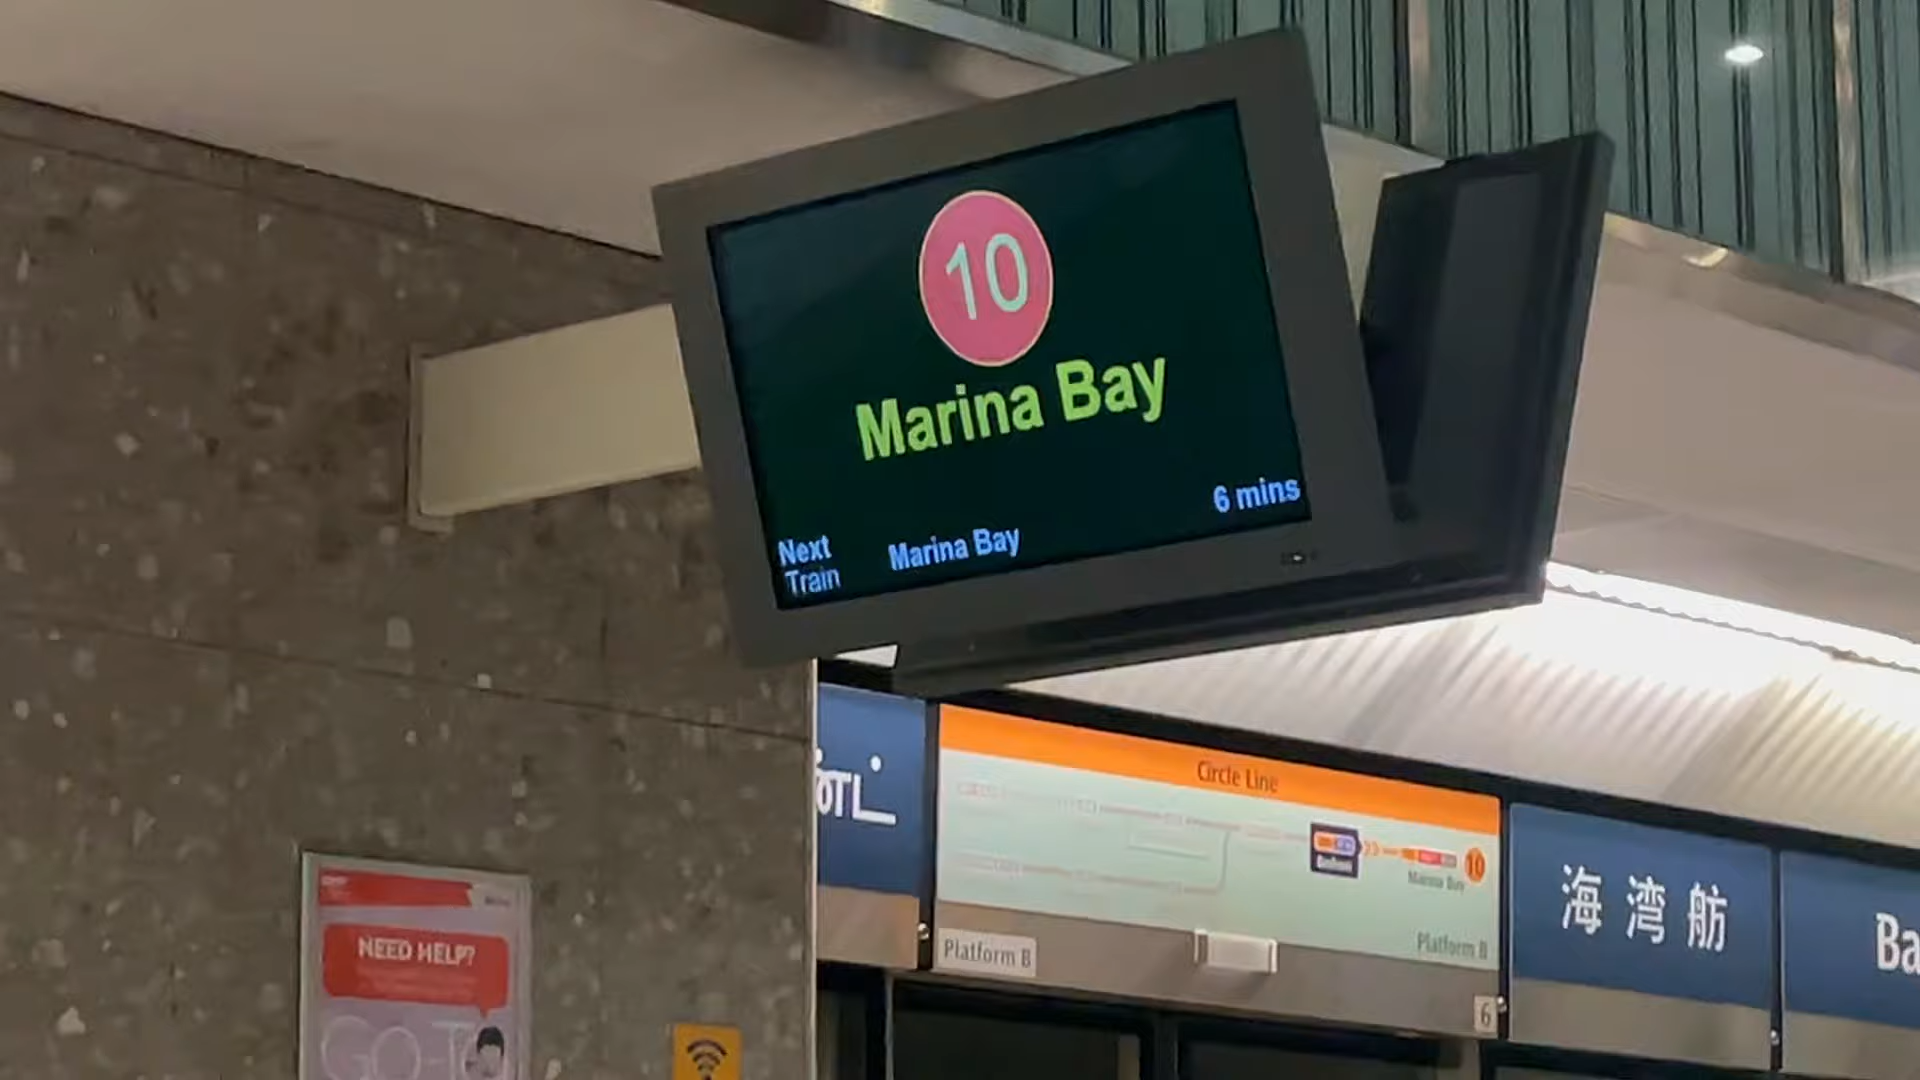 10
Marina Bay
6 mins
Next
Train
Marina Bay
Circle Line
10
Marina Bay
Platform B
Platform B
6
海湾舫
Ba
NEED HELP?
GO-T